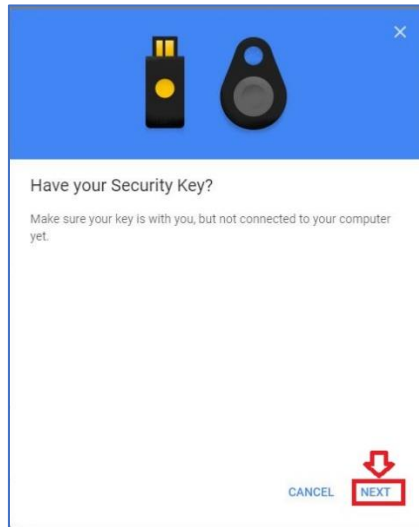 Have your Security Key?
Make sure your key is with you, but not connected to your computer
yet.
CANCEL NEXT